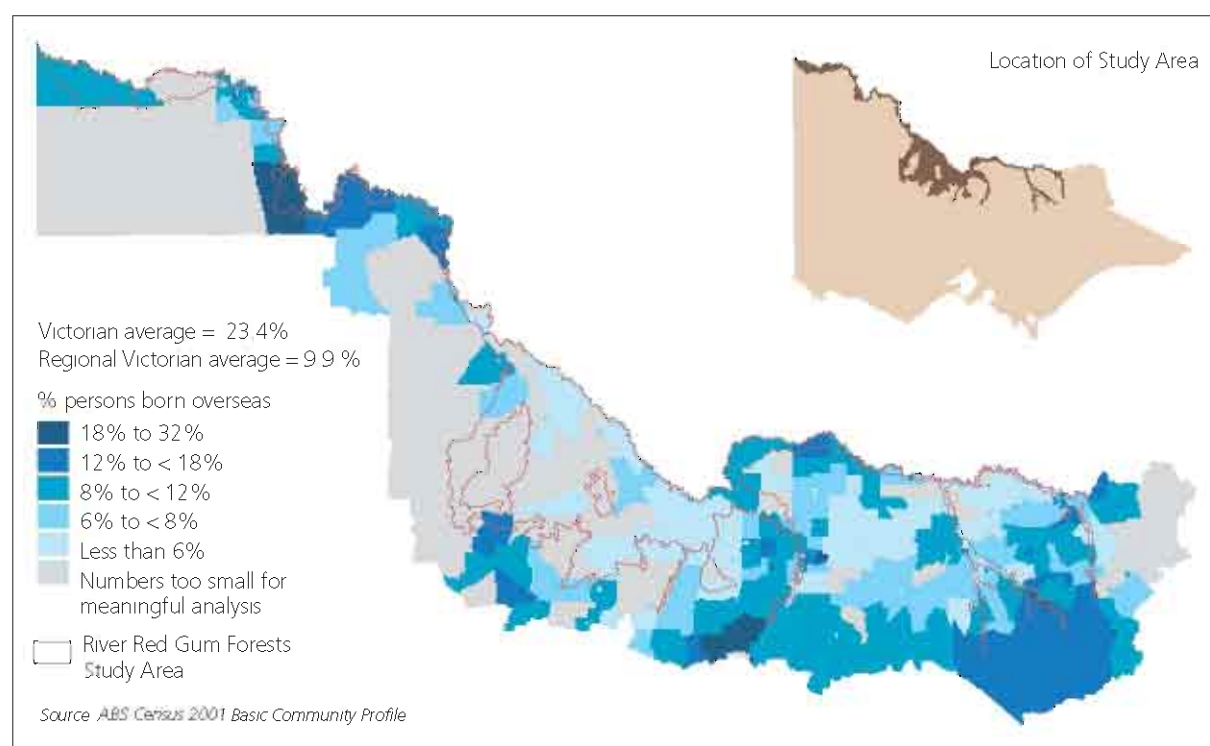 Location of Study Area
Victorian average = 23.4%
Regional Victorian average = 9 9 %
% persons born overseas
18% to 32%
12% to < 18%
8% to < 12%
6% to < 8%
Less than 6%
Numbers too small for
meaningful analysis
River Red Gum Forests
Study Area
Source ABS Census 2001 Basic Community Profile